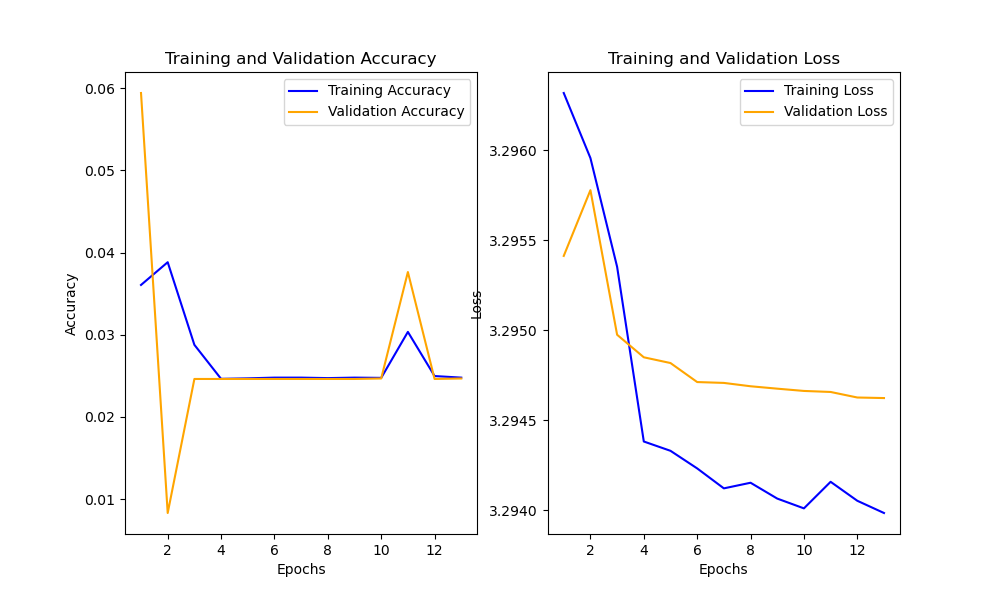 Training and Validation Accuracy
Training Accuracy
Validation Accuracy
0.06
0.05
0.04
0.03
0.02
0.01
Accuracy
2 4 6 8 10 12
Epochs
Training and Validation Loss
Training Loss
Validation Loss
3.2960
3.2955
3.2950
3.2945
3.2940
Loss
2 4 6 8 10 12
Epochs